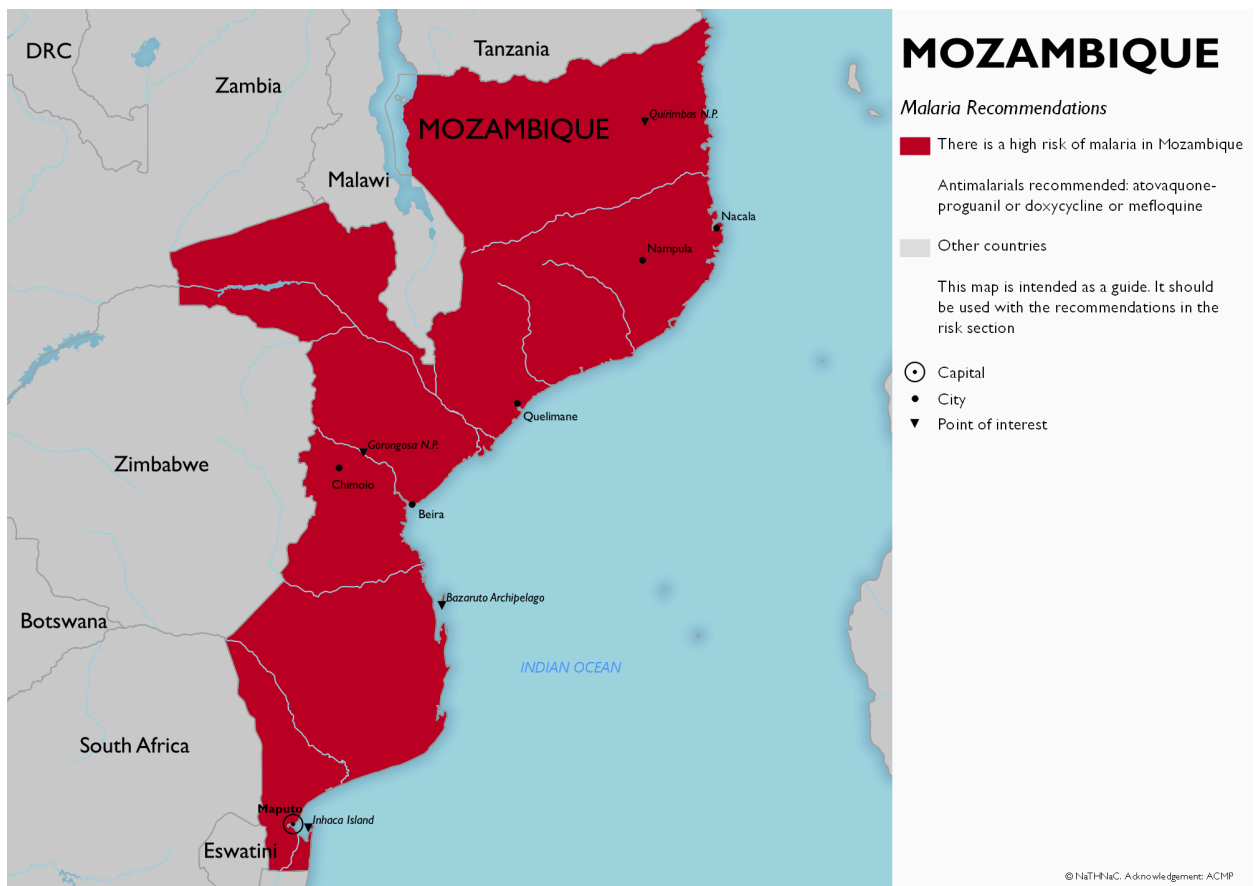 DRC
Tanzania
Zambia
MOZAMBIQUE
Quirimbas N.P.
Malawi
Nacala
Nampula
Quelimane
Gorongosa N.P.
Zimbabwe
Chimoio
Beira
Bazaruto Archipelago
Botswana
INDIAN OCEAN
South Africa
Maputo
Inhaca Island
Eswatini
MOZAMBIQUE
Malaria Recommendations
There is a high risk of malaria in Mozambique
Antimalarials recommended: atovaquone-
proguanil or doxycycline or mefloquine
Other countries
This map is intended as a guide. It should
be used with the recommendations in the
risk section
Capital
City
Point of interest
© NaTHNaC. Acknowledgement: ACMP